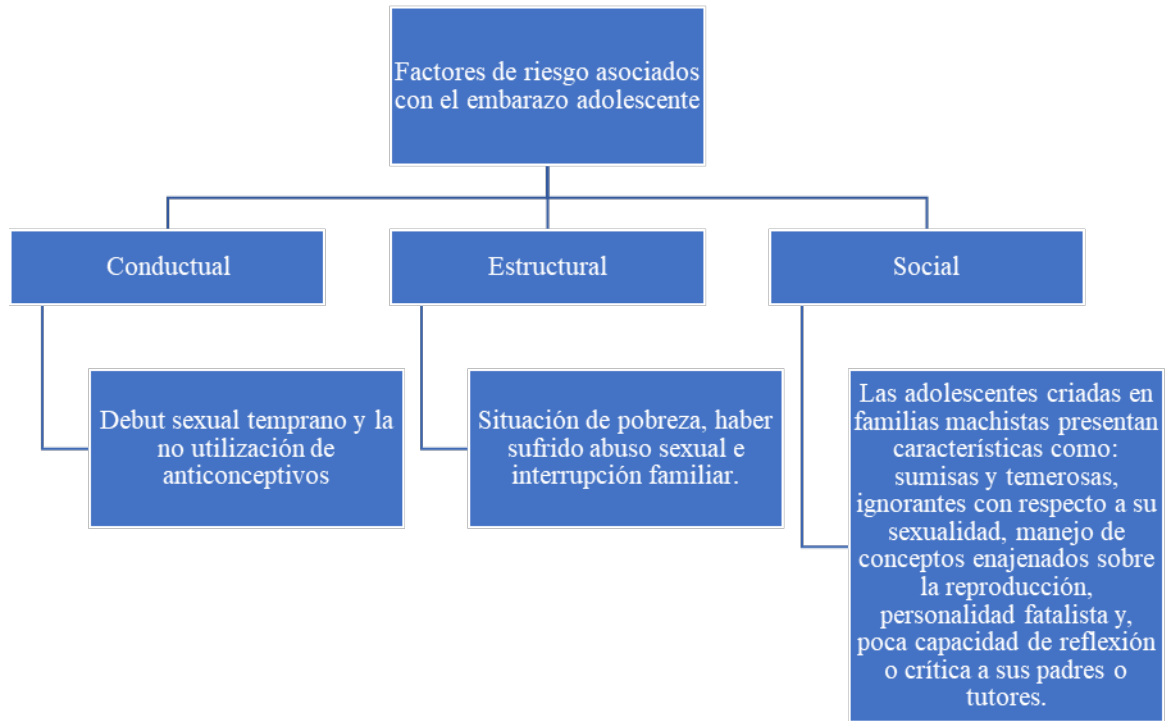 Factores de riesgo asociados
con el embarazo adolescente
Conductual
Estructural
Social
Debut sexual temprano y la
no utilización de
anticonceptivos
Situación de pobreza, haber
sufrido abuso sexual e
interrupción familiar.
Las adolescentes criadas en
familias machistas presentan
características como:
sumisas y temerosas,
ignorantes con respecto a su
sexualidad, manejo de
conceptos enajenados sobre
la reproducción,
personalidad fatalista y,
poca capacidad de reflexión
o crítica a sus padres o
tutores.